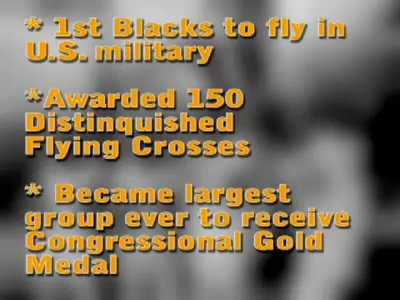 * 1st Blacks to fly in
U.S. military
*Awarded 150
Distinquished
Flying Crosses
* Became largest
group ever to receive
Congressional Gold
Medal